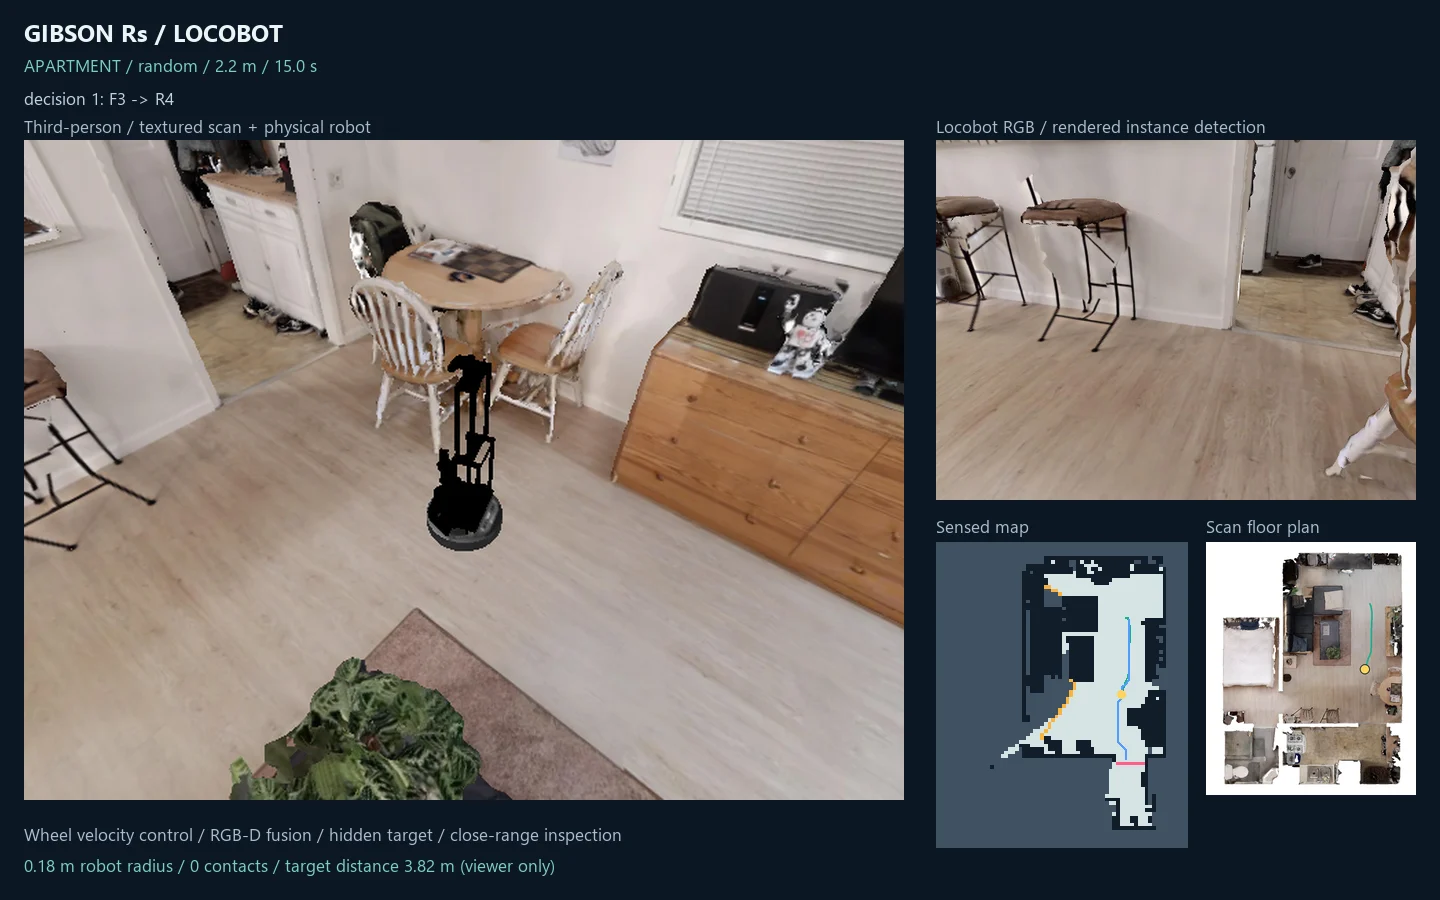 GIBSON Rs / LOCOBOT
APARTMENT / random / 2.2 m / 15.0 s
decision 1: F3 -> R4
Third-person / textured scan + physical robot
Locobot RGB / rendered instance detection
Sensed map
Scan floor plan
Wheel velocity control / RGB-D fusion / hidden target / close-range inspection
0.18 m robot radius / 0 contacts / target distance 3.82 m (viewer only)